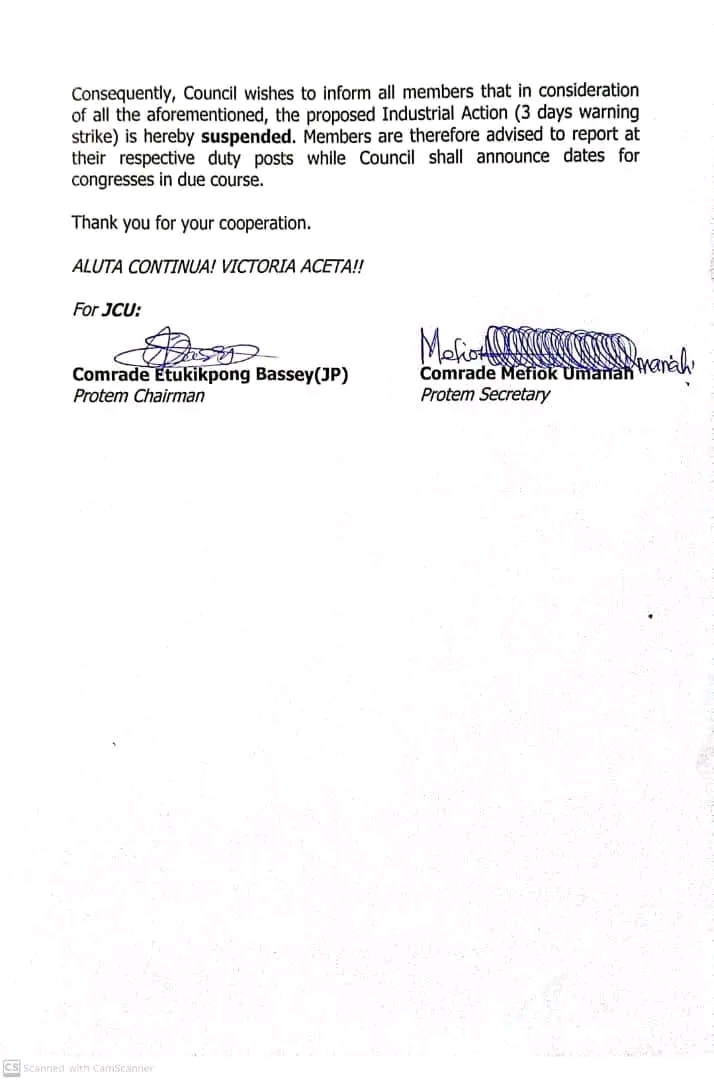 Consequently, Council wishes to inform all members that in consideration
of all the aforementioned, the proposed Industrial Action (3 days warning
strike) is hereby suspended. Members are therefore advised to report at
their respective duty posts while Council shall announce dates for
congresses in due course.
Thank you for your cooperation.
ALUTA CONTINUA! VICTORIA ACETA!!
For JCU:
Bassey
Mefiok Umanah
Comrade Etukikpong Bassey(JP)
Comrade Mefiok Umanah
Protem Chairman
Protem Secretary
CS Scanned with CamScanner